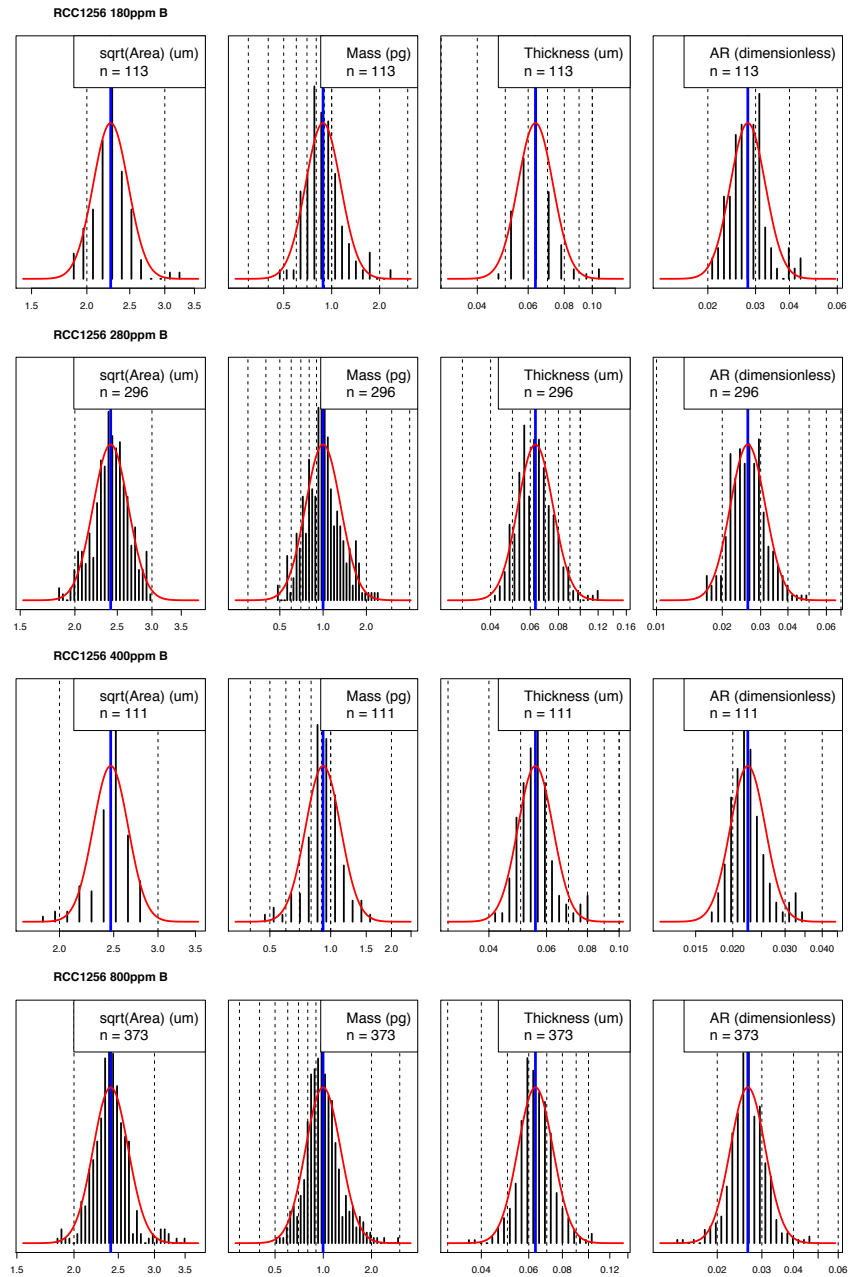 RCC1256 180ppm B
sqrt(Area) (um)
n = 113
Mass (pg)
n = 113
Thickness (um)
n = 113
AR (dimensionless)
n = 113
1.5 2.0 2.5 3.0 3.5
0.5 1.0 2.0
0.04 0.06 0.08 0.10
0.02 0.03 0.04 0.06
RCC1256 280ppm B
sqrt(Area) (um)
n = 296
Mass (pg)
n = 296
Thickness (um)
n = 296
AR (dimensionless)
n = 296
1.5 2.0 2.5 3.0 3.5
0.5 1.0 2.0
0.04 0.06 0.08 0.12 0.16
0.01 0.02 0.03 0.04 0.06
RCC1256 400ppm B
sqrt(Area) (um)
n = 111
Mass (pg)
n = 111
Thickness (um)
n = 111
AR (dimensionless)
n = 111
2.0 2.5 3.0 3.5
0.5 1.0 1.5 2.0
0.04 0.06 0.10
0.015 0.020 0.030 0.040
RCC1256 800ppm B
sqrt(Area) (um)
n = 373
Mass (pg)
n = 373
Thickness (um)
n = 373
AR (dimensionless)
n = 373
1.5 2.0 2.5 3.0 3.5
0.5 1.0 2.0
0.04 0.06 0.08 0.12
0.02 0.03 0.04 0.06